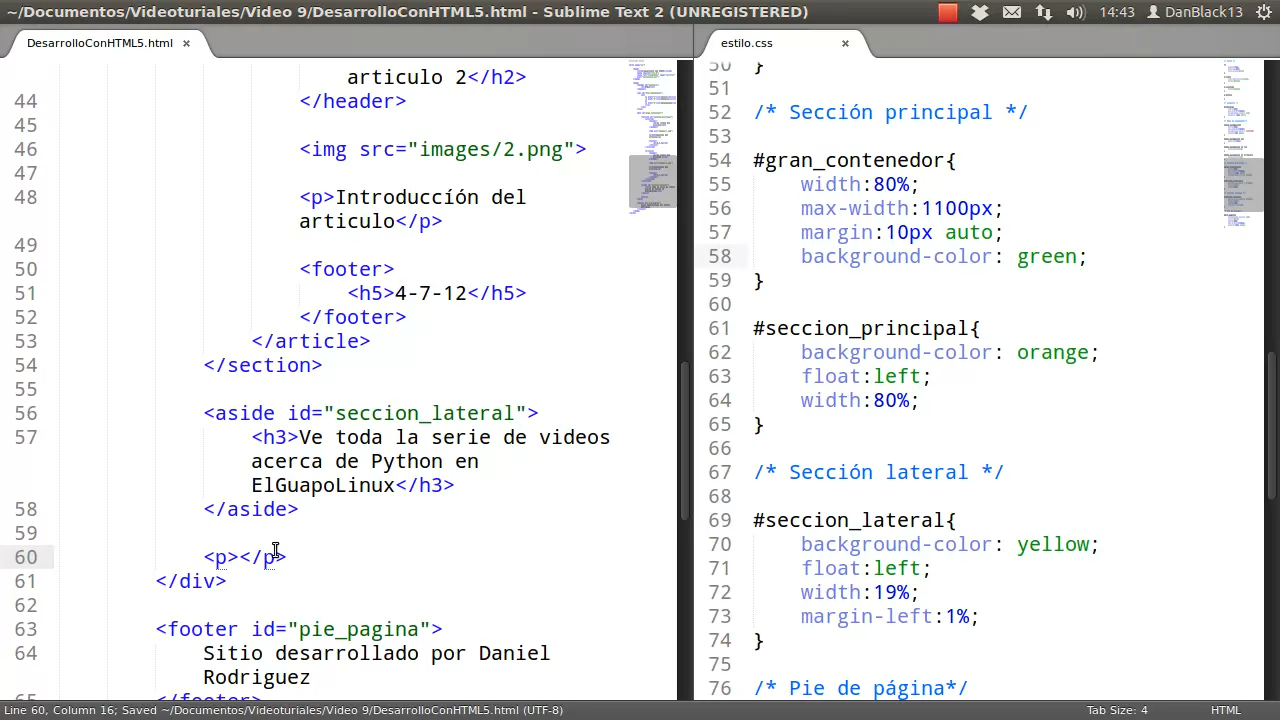 ~/Documentos/Videoturiales/Video 9/DesarrolloConHTML5.html - Sublime Text 2 (UNREGISTERED)
14:43 DanBlack13
DesarrolloConHTML5.html ×
articulo 2</h2>
44 </header>
45
46 <img src="images/2.png">
47
48 <p>Introduccíón del
articulo</p>
49
50 <footer>
51 <h5>4-7-12</h5>
52 </footer>
53 </article>
54 </section>
55
56 <aside id="seccion_lateral">
57 <h3>Ve toda la serie de videos
acerca de Python en
ElGuapoLinux</h3>
58 </aside>
59
60 <p></p>
61 </div>
62
63 <footer id="pie_pagina">
64 Sitio desarrollado por Daniel
Rodriguez
65 </footer>
estilo.css ×
50 }
51
52 /* Sección principal */
53
54 #gran_contenedor{
55 width:80%;
56 max-width:1100px;
57 margin:10px auto;
58 background-color: green;
59 }
60
61 #seccion_principal{
62 background-color: orange;
63 float:left;
64 width:80%;
65 }
66
67 /* Sección lateral */
68
69 #seccion_lateral{
70 background-color: yellow;
71 float:left;
72 width:19%;
73 margin-left:1%;
74 }
75
76 /* Pie de página*/
Line 60, Column 16; Saved ~/Documentos/Videoturiales/Video 9/DesarrolloConHTML5.html (UTF-8)
Tab Size: 4
HTML